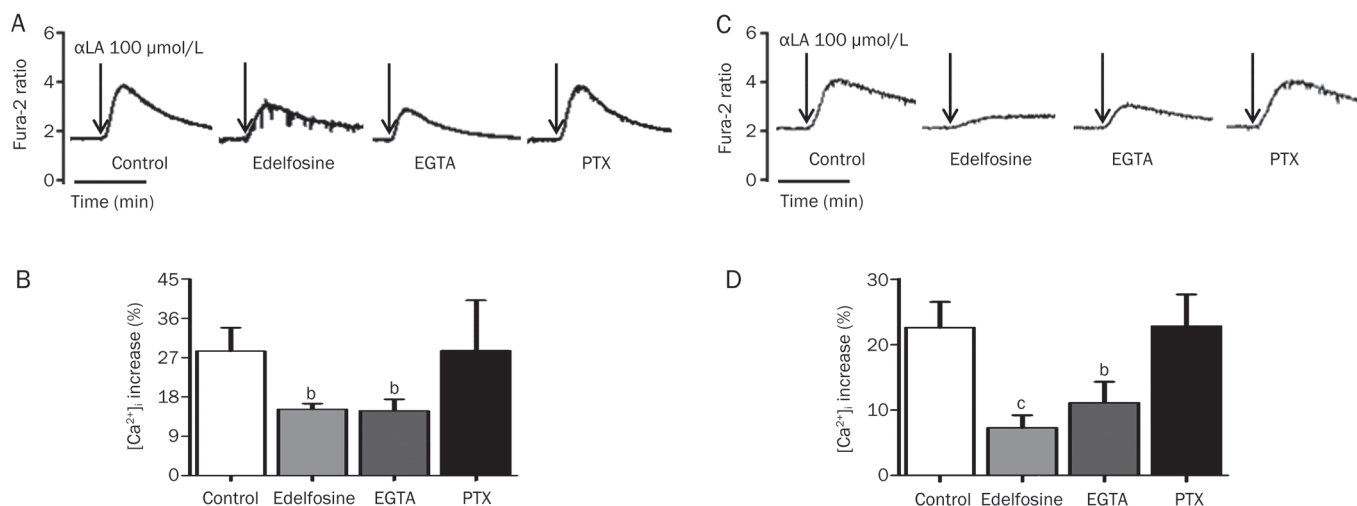 A
6
4
2
0
Fura-2 ratio
αLA 100 μmol/L
Control
Edelfosine
EGTA
PTX
Time (min)
C
6
4
2
0
Fura-2 ratio
αLA 100 μmol/L
Control
Edelfosine
EGTA
PTX
Time (min)
B
45
36
27
18
9
0
[Ca²⁺]ᵢ increase (%)
b
b
Control
Edelfosine
EGTA
PTX
D
30
20
10
0
[Ca²⁺]ᵢ increase (%)
c
b
Control
Edelfosine
EGTA
PTX